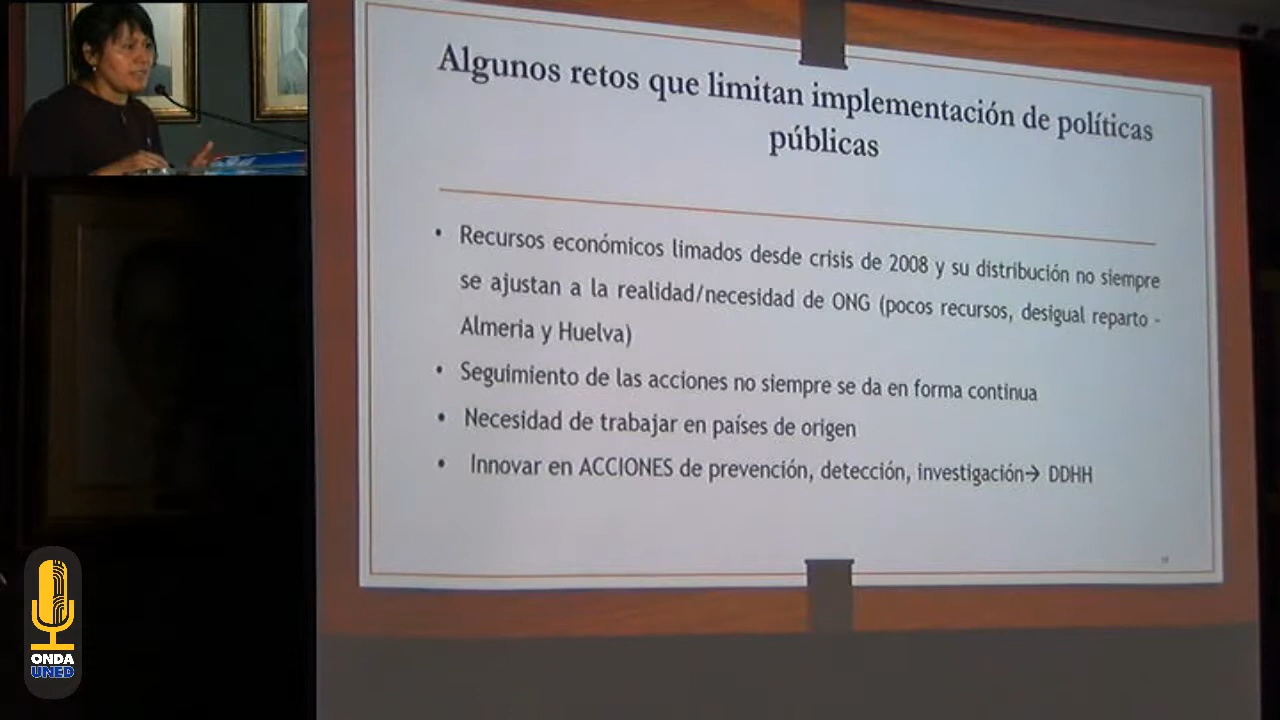 Algunos retos que limitan implementación de políticas
públicas
• Recursos económicos limados desde crisis de 2008 y su distribución no siempre
se ajustan a la realidad/necesidad de ONG (pocos recursos, desigual reparto -
Almeria y Huelva)
• Seguimiento de las acciones no siempre se da en forma continua
• Necesidad de trabajar en países de origen
• Innovar en ACCIONES de prevención, detección, investigación→ DDHH
ONDA
UNED